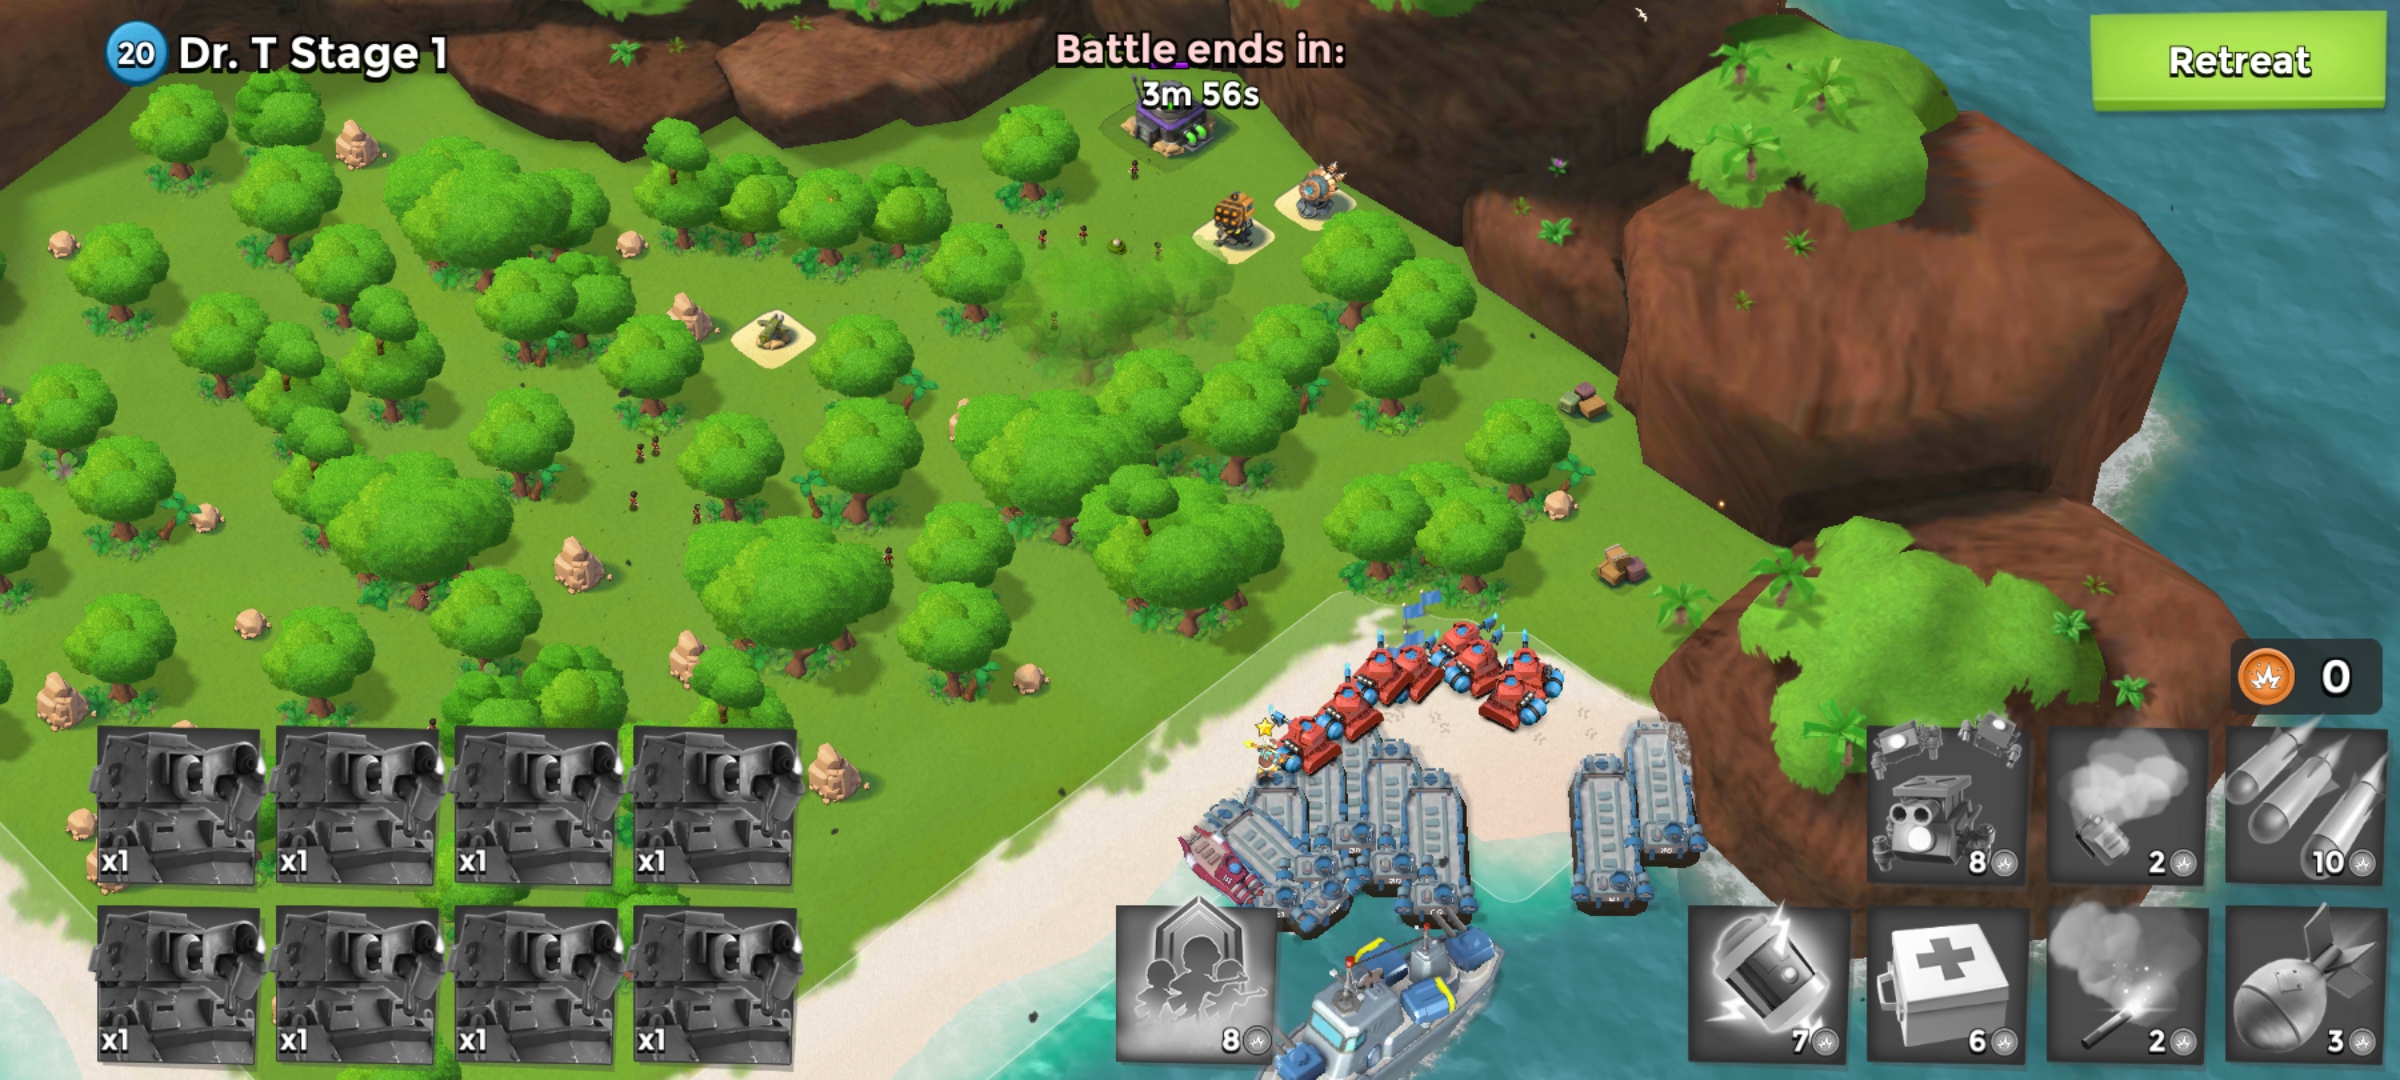 20 Dr. T Stage 1
Battle ends in:
3m 56s
Retreat
0
x1 x1 x1 x1
8 2 10
x1 x1 x1 x1
8 7 6 2 3